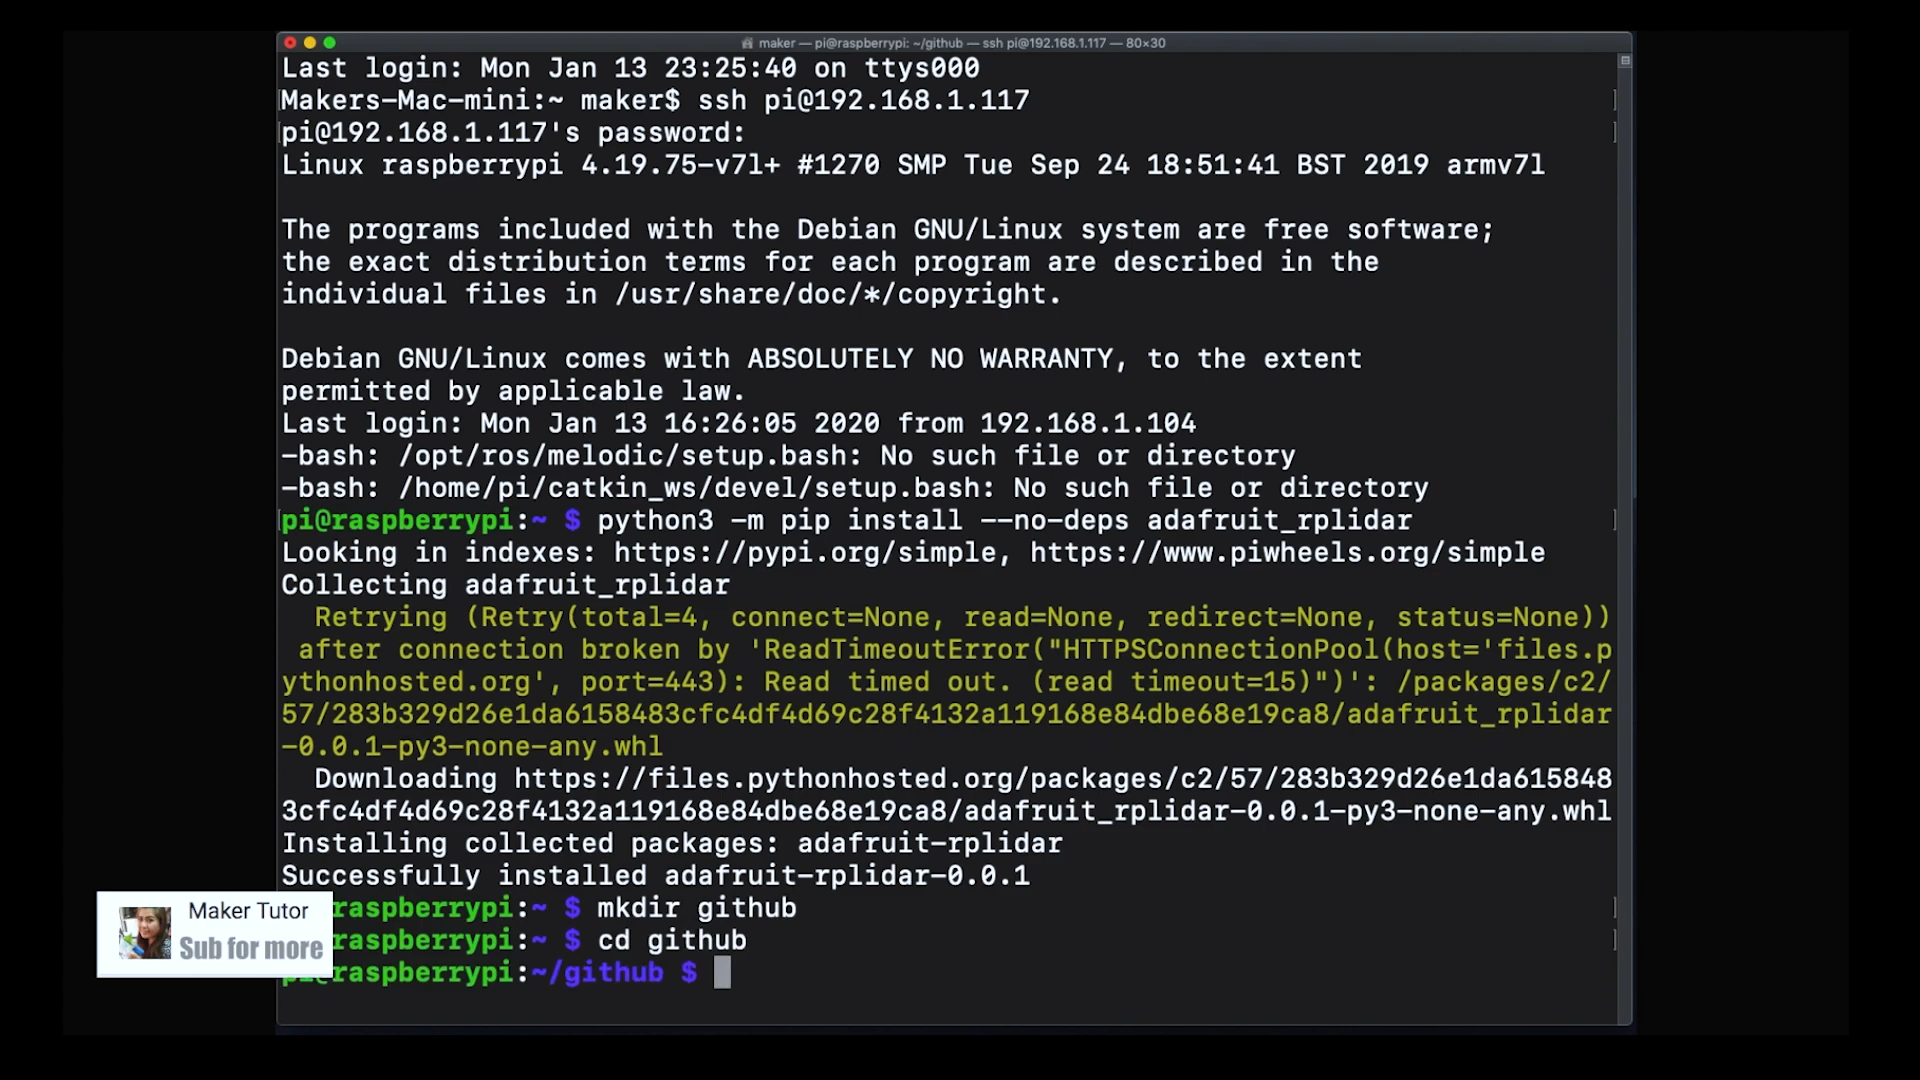 maker — pi@raspberrypi: ~/github — ssh pi@192.168.1.117 — 80×30
Last login: Mon Jan 13 23:25:40 on ttys000
Makers-Mac-mini:~ maker$ ssh pi@192.168.1.117
pi@192.168.1.117's password:
Linux raspberrypi 4.19.75-v7l+ #1270 SMP Tue Sep 24 18:51:41 BST 2019 armv7l
The programs included with the Debian GNU/Linux system are free software;
the exact distribution terms for each program are described in the
individual files in /usr/share/doc/*/copyright.
Debian GNU/Linux comes with ABSOLUTELY NO WARRANTY, to the extent
permitted by applicable law.
Last login: Mon Jan 13 16:26:05 2020 from 192.168.1.104
-bash: /opt/ros/melodic/setup.bash: No such file or directory
-bash: /home/pi/catkin_ws/devel/setup.bash: No such file or directory
pi@raspberrypi:~ $ python3 -m pip install --no-deps adafruit_rplidar
Looking in indexes: https://pypi.org/simple, https://www.piwheels.org/simple
Collecting adafruit_rplidar
Retrying (Retry(total=4, connect=None, read=None, redirect=None, status=None))
after connection broken by 'ReadTimeoutError("HTTPSConnectionPool(host='files.p
ythonhosted.org', port=443): Read timed out. (read timeout=15)")': /packages/c2/
57/283b329d26e1da6158483cfc4df4d69c28f4132a119168e84dbe68e19ca8/adafruit_rplidar
-0.0.1-py3-none-any.whl
Downloading https://files.pythonhosted.org/packages/c2/57/283b329d26e1da615848
3cfc4df4d69c28f4132a119168e84dbe68e19ca8/adafruit_rplidar-0.0.1-py3-none-any.whl
Installing collected packages: adafruit-rplidar
Successfully installed adafruit-rplidar-0.0.1
raspberrypi:~ $ mkdir github
raspberrypi:~ $ cd github
pi@raspberrypi:~/github $
Maker Tutor
Sub for more